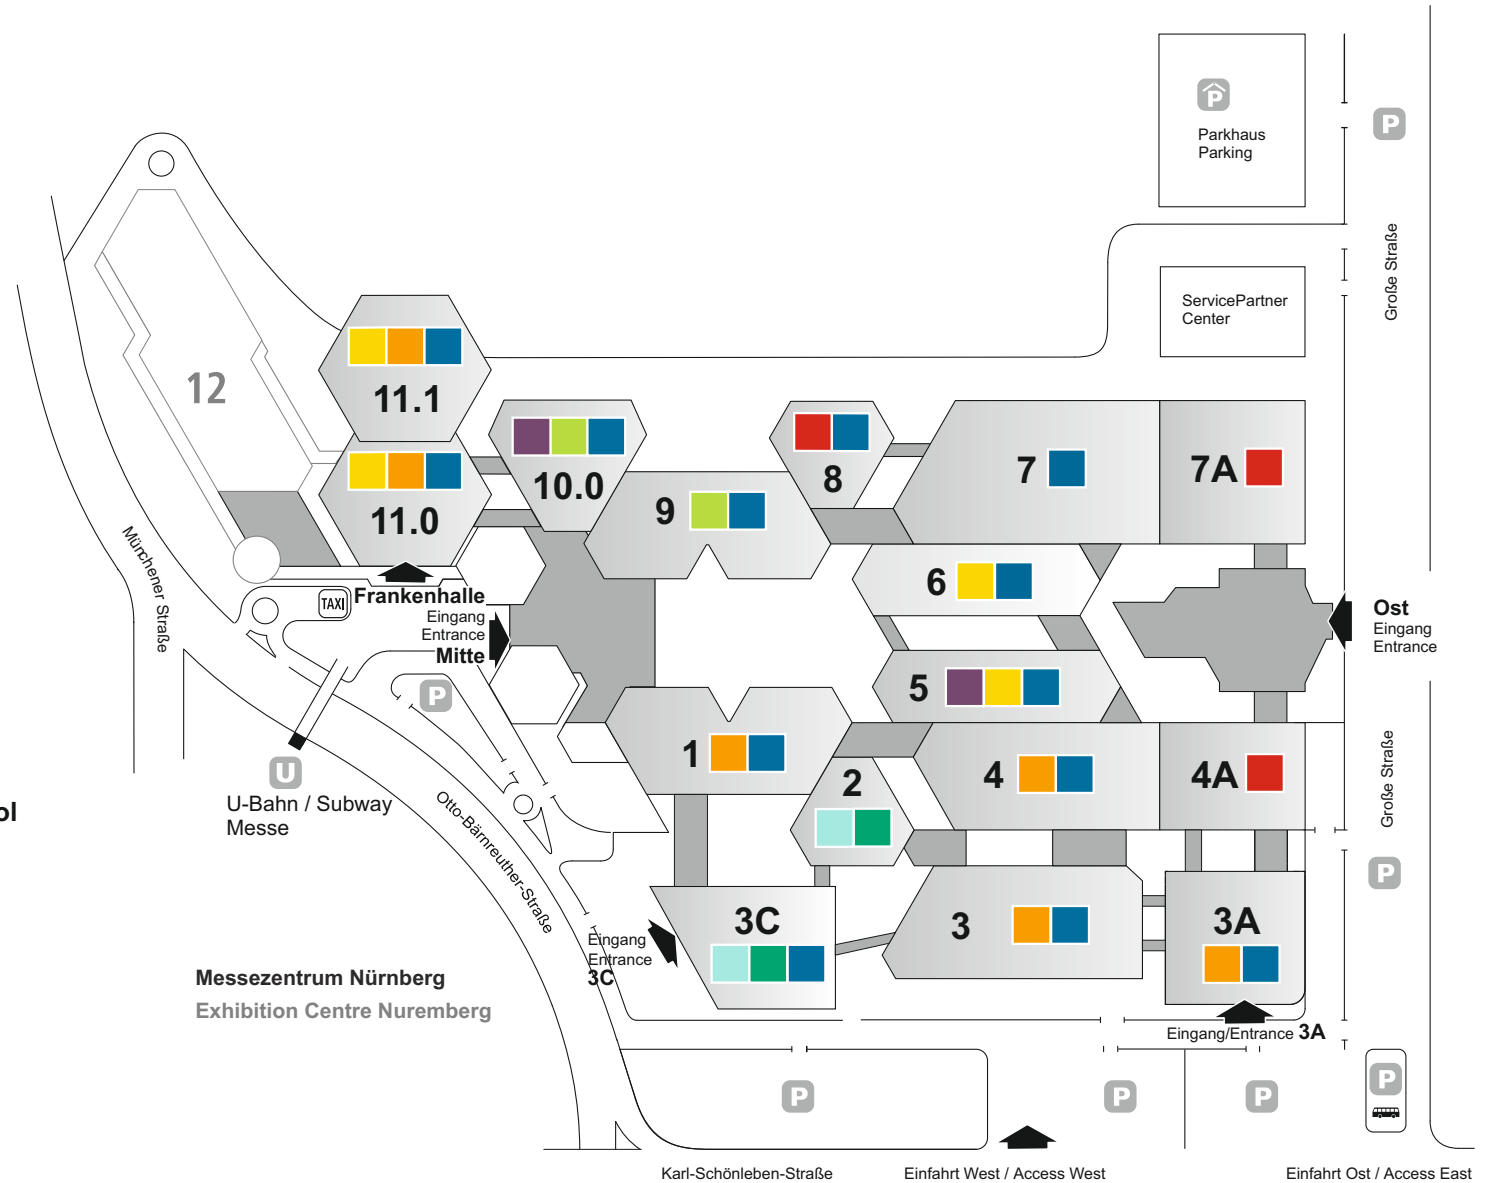 P
Parkhaus
Parking
P
Große Straße
ServicePartner
Center
12
11.1
11.0
10.0
9
8
7
7A
6
5
Münchener Straße
TAXI
Frankenhalle
Eingang
Entrance
Mitte
Ost
Eingang
Entrance
P
U
U-Bahn / Subway
Messe
Otto-Bärnreuther-Straße
1
2
4
4A
Große Straße
P
ol
3C
3
3A
Eingang
Entrance
3C
Messezentrum Nürnberg
Exhibition Centre Nuremberg
Eingang/Entrance 3A
P
P
P
P
Karl-Schönleben-Straße
Einfahrt West / Access West
Einfahrt Ost / Access East